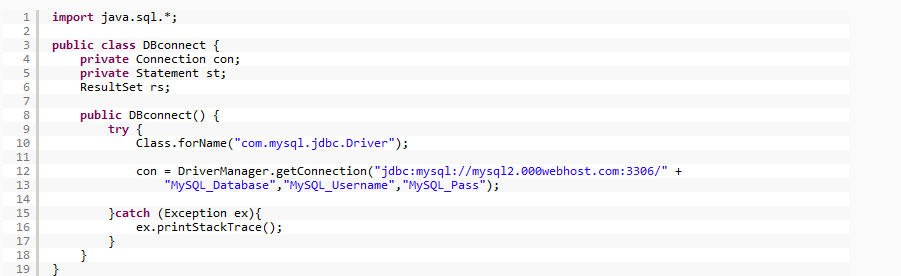 1 import java.sql.*;
2
3 public class DBconnect {
4     private Connection con;
5     private Statement st;
6     ResultSet rs;
7
8     public DBconnect() {
9         try {
10             Class.forName("com.mysql.jdbc.Driver");
11
12             con = DriverManager.getConnection("jdbc:mysql://mysql2.000webhost.com:3306/" +
13                 "MySQL_Database","MySQL_Username","MySQL_Pass");
14
15         }catch (Exception ex){
16             ex.printStackTrace();
17         }
18     }
19 }